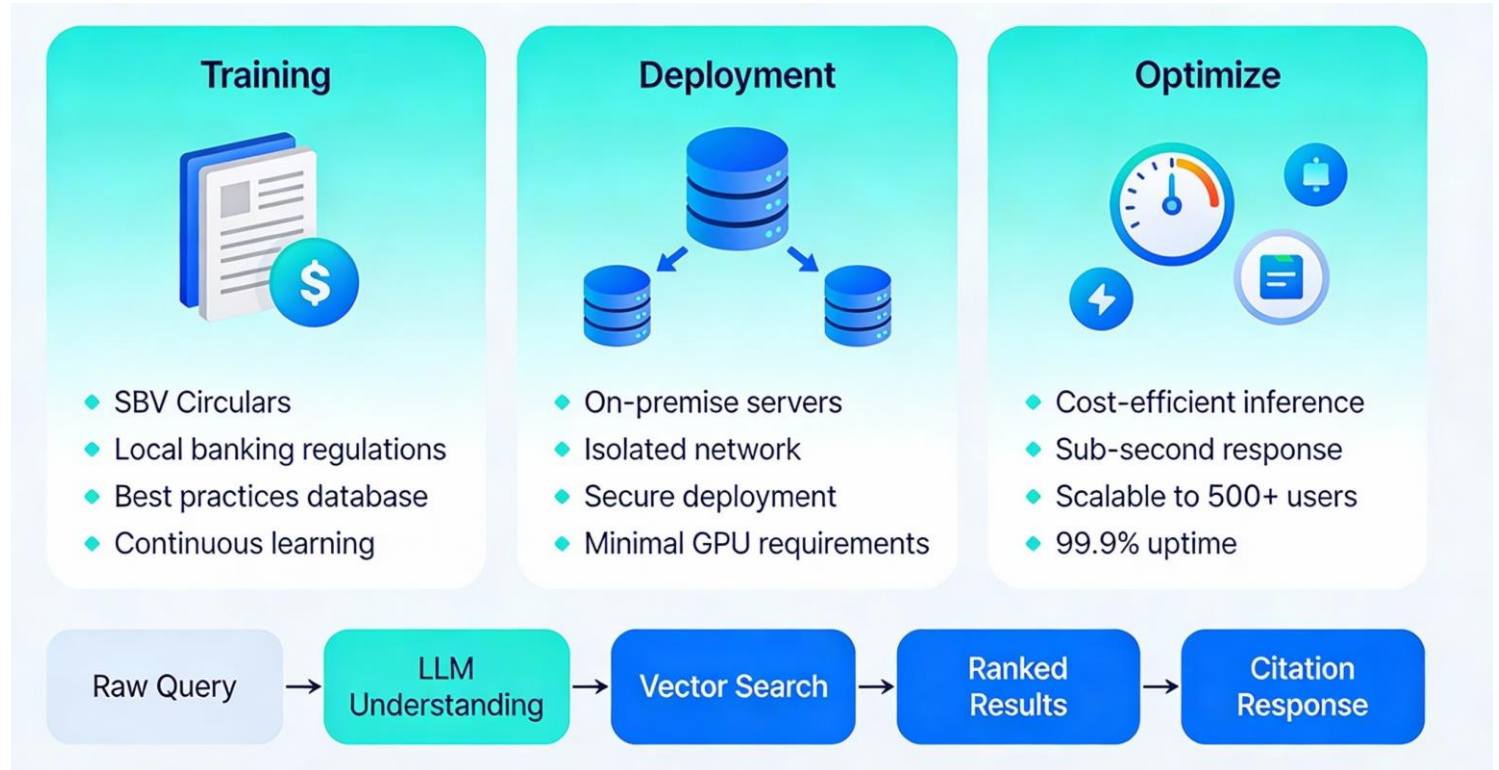 Training
SBV Circulars
Local banking regulations
Best practices database
Continuous learning
Deployment
On-premise servers
Isolated network
Secure deployment
Minimal GPU requirements
Optimize
Cost-efficient inference
Sub-second response
Scalable to 500+ users
99.9% uptime
Raw Query
LLM
Understanding
Vector Search
Ranked
Results
Citation
Response